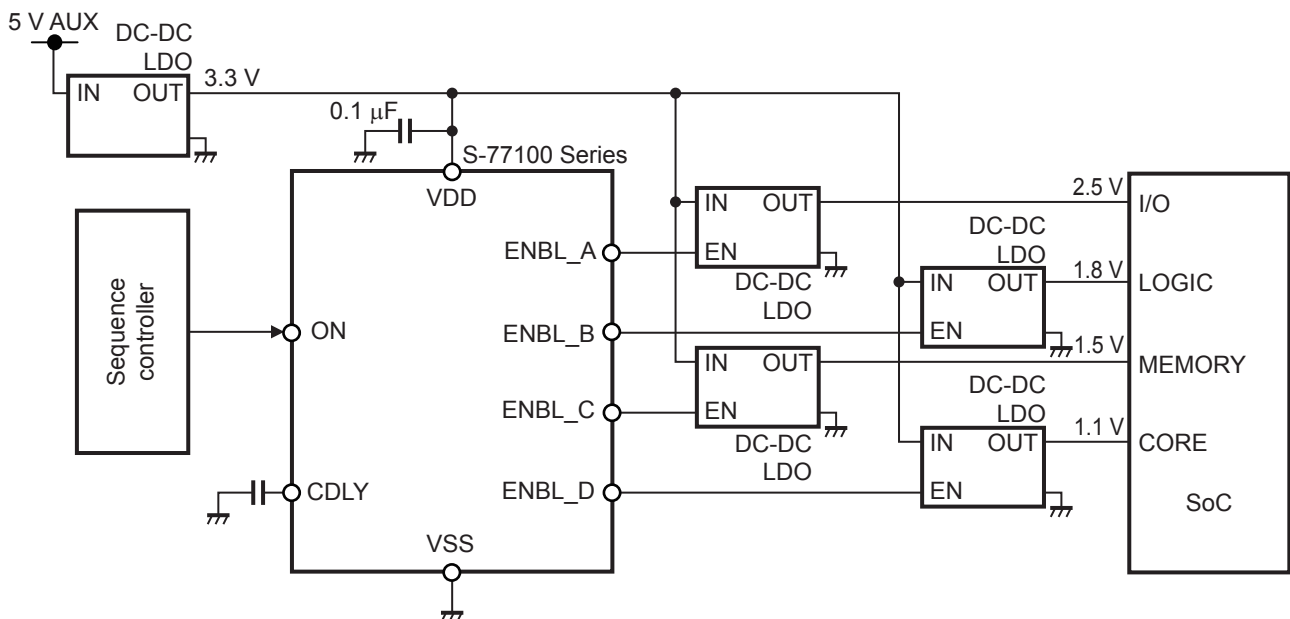 5 V AUX
DC-DC
LDO
IN OUT
3.3 V
0.1 μF
S-77100 Series
VDD
Sequence
controller
ON
CDLY
VSS
ENBL_A
ENBL_B
ENBL_C
ENBL_D
IN OUT
EN
DC-DC
LDO
2.5 V
DC-DC
LDO
IN OUT
EN
1.8 V
IN OUT
EN
DC-DC
LDO
1.5 V
DC-DC
LDO
IN OUT
EN
1.1 V
I/O
LOGIC
MEMORY
CORE
SoC